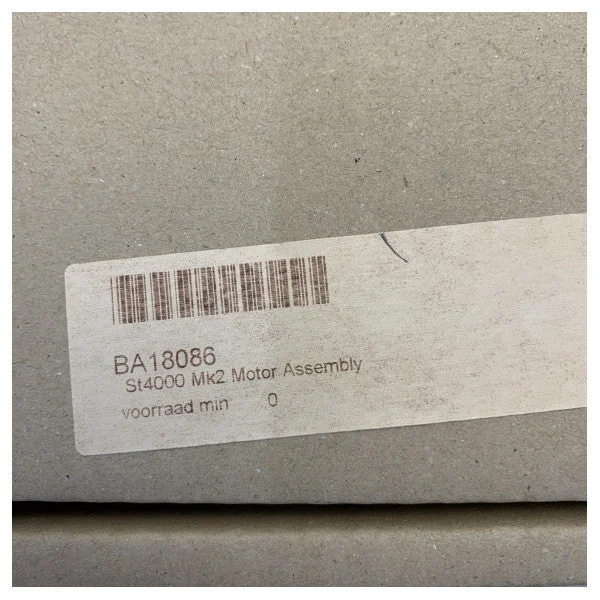 BA18086
St4000 Mk2 Motor Assembly
voorraad min 0